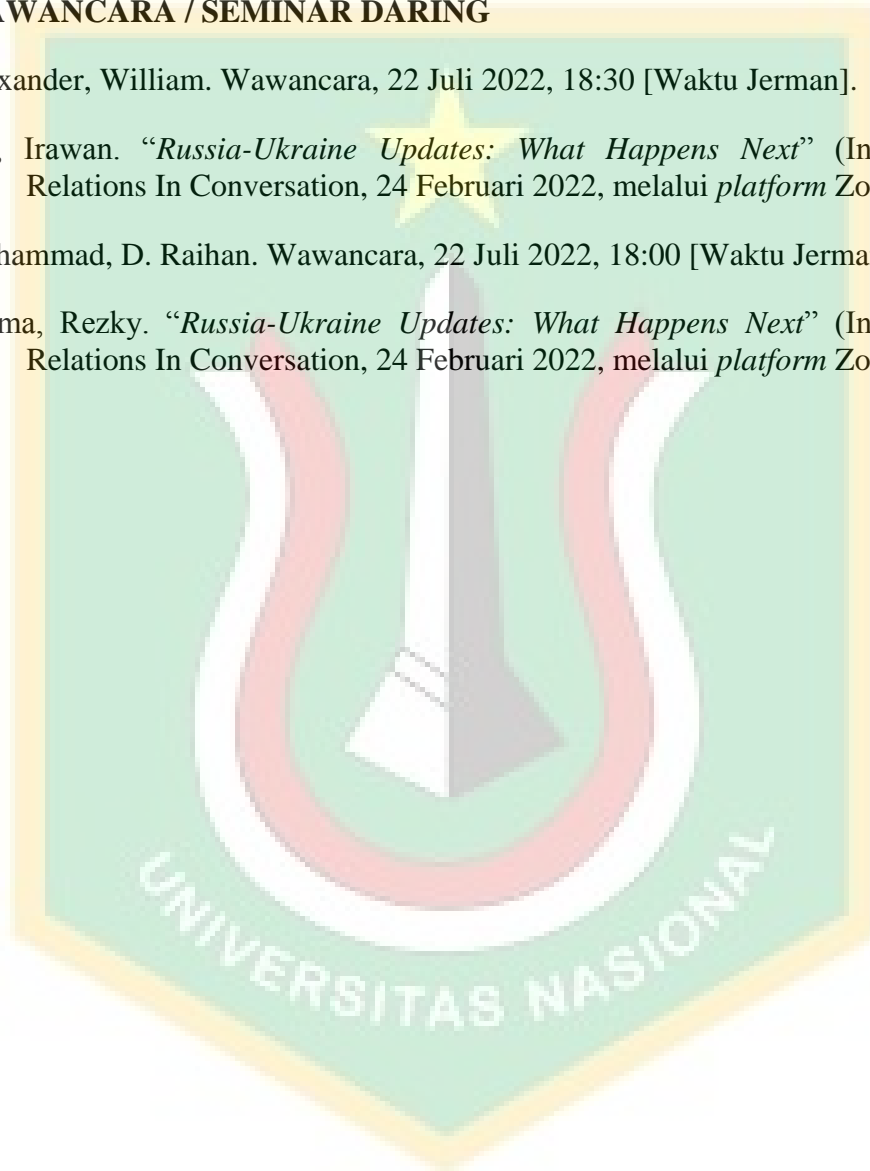 AWANCARA / SEMINAR DARING
xander, William. Wawancara, 22 Juli 2022, 18:30 [Waktu Jerman].
, Irawan. “Russia-Ukraine Updates: What Happens Next” (In
Relations In Conversation, 24 Februari 2022, melalui platform Zo
hammad, D. Raihan. Wawancara, 22 Juli 2022, 18:00 [Waktu Jerma
ma, Rezky. “Russia-Ukraine Updates: What Happens Next” (In
Relations In Conversation, 24 Februari 2022, melalui platform Zo
UNIVERSITAS NASIONAL